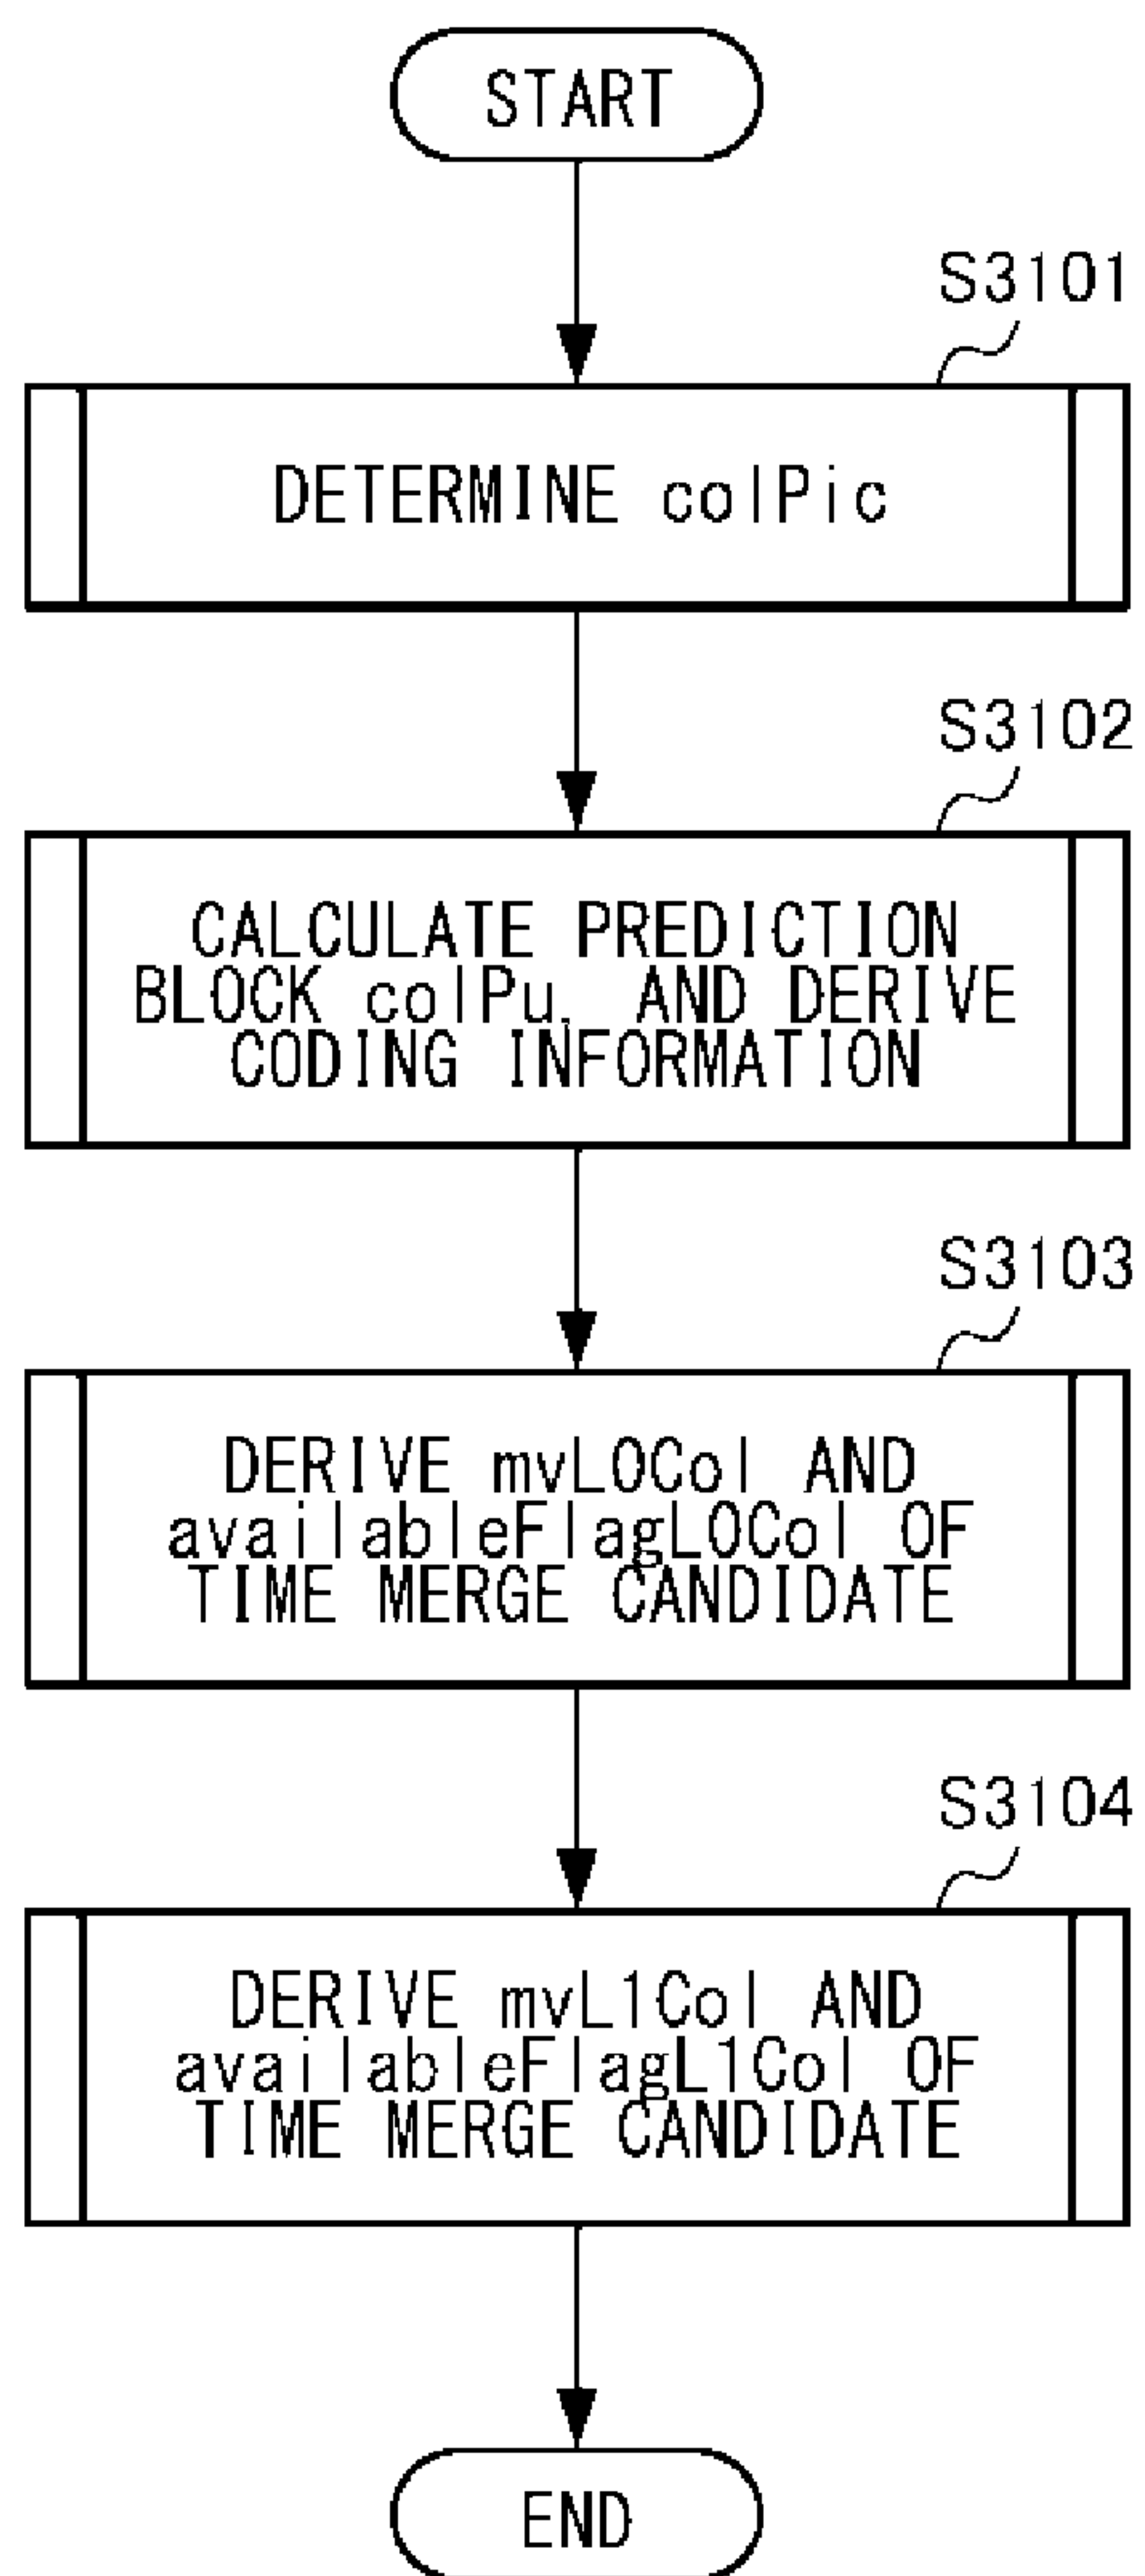 START
S3101
DETERMINE colPic
S3102
CALCULATE PREDICTION
BLOCK colPu, AND DERIVE
CODING INFORMATION
S3103
DERIVE mvL0Col AND
availableFlagL0Col OF
TIME MERGE CANDIDATE
S3104
DERIVE mvL1Col AND
availableFlagL1Col OF
TIME MERGE CANDIDATE
END